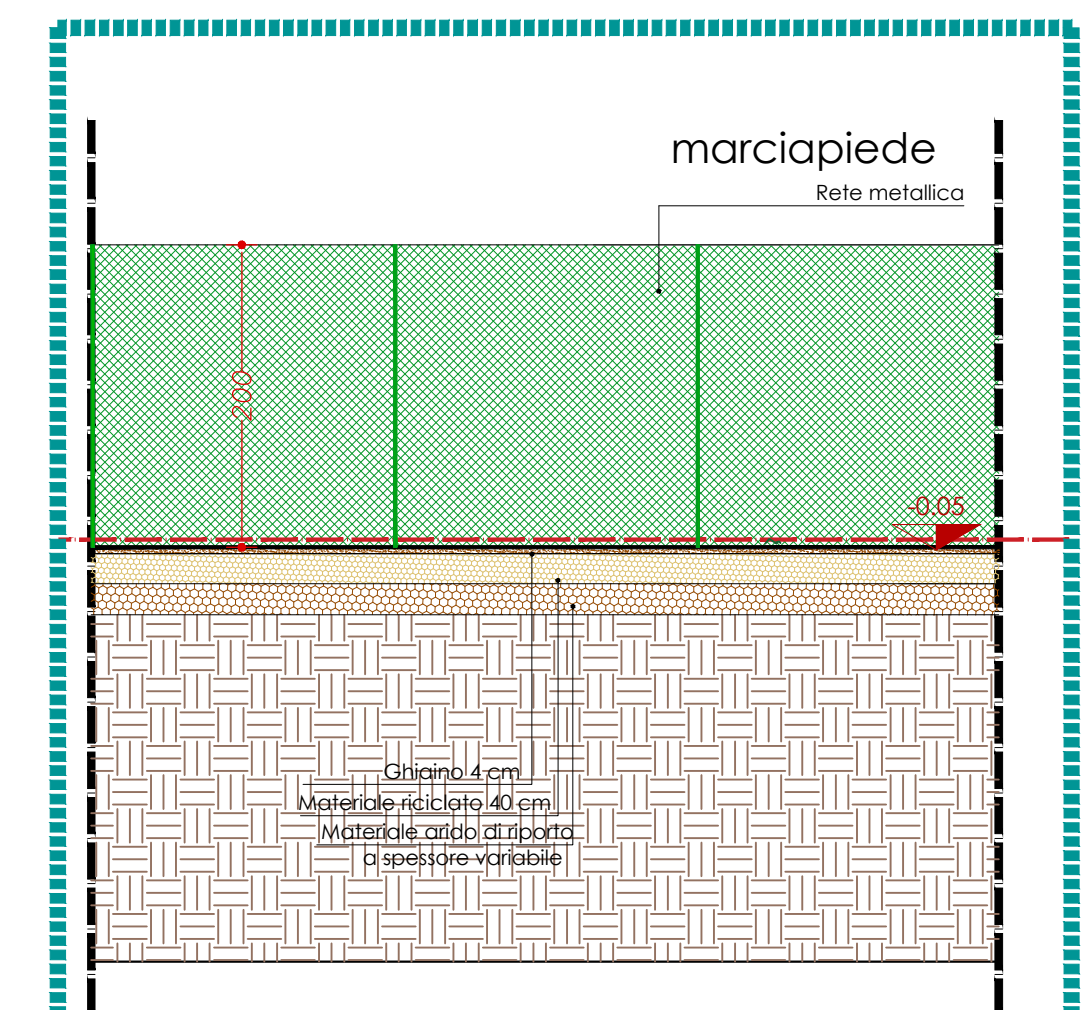 marciapiede
Rete metallica
200
-0.05
Ghiaino 4 cm
Materiale riciclato 40 cm
Materiale arido di riporto
a spessore variabile